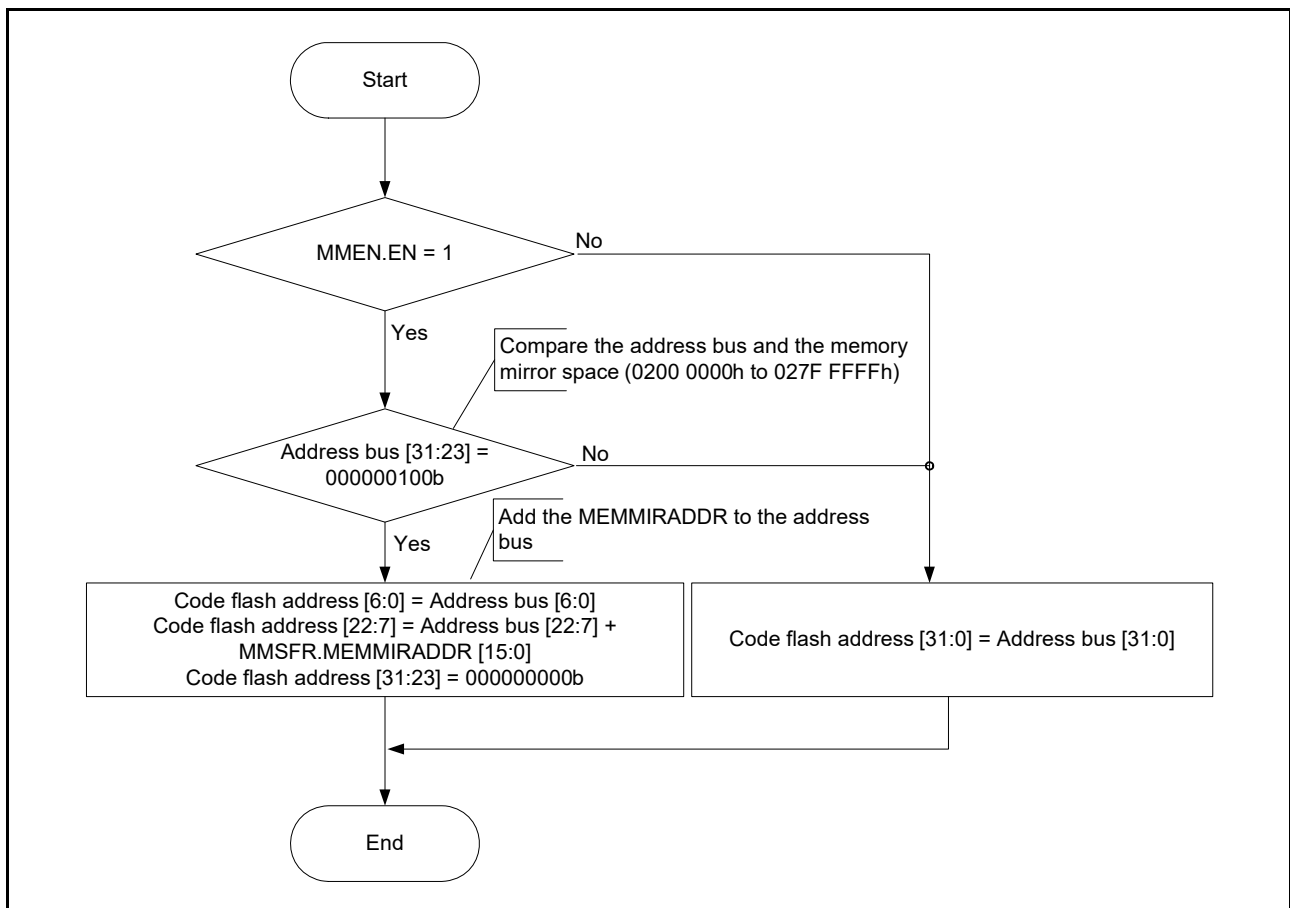 Start
MMEN.EN = 1
No
Yes
Compare the address bus and the memory
mirror space (0200 0000h to 027F FFFFh)
Address bus [31:23] =
000000100b
No
Add the MEMMIRADDR to the address
bus
Yes
Code flash address [6:0] = Address bus [6:0]
Code flash address [22:7] = Address bus [22:7] +
MMSFR.MEMMIRADDR [15:0]
Code flash address [31:23] = 000000000b
Code flash address [31:0] = Address bus [31:0]
End